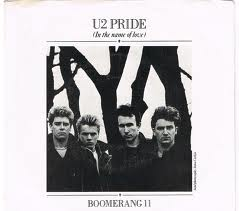 U2 PRIDE
(In the name of love)
BOOMERANG 11